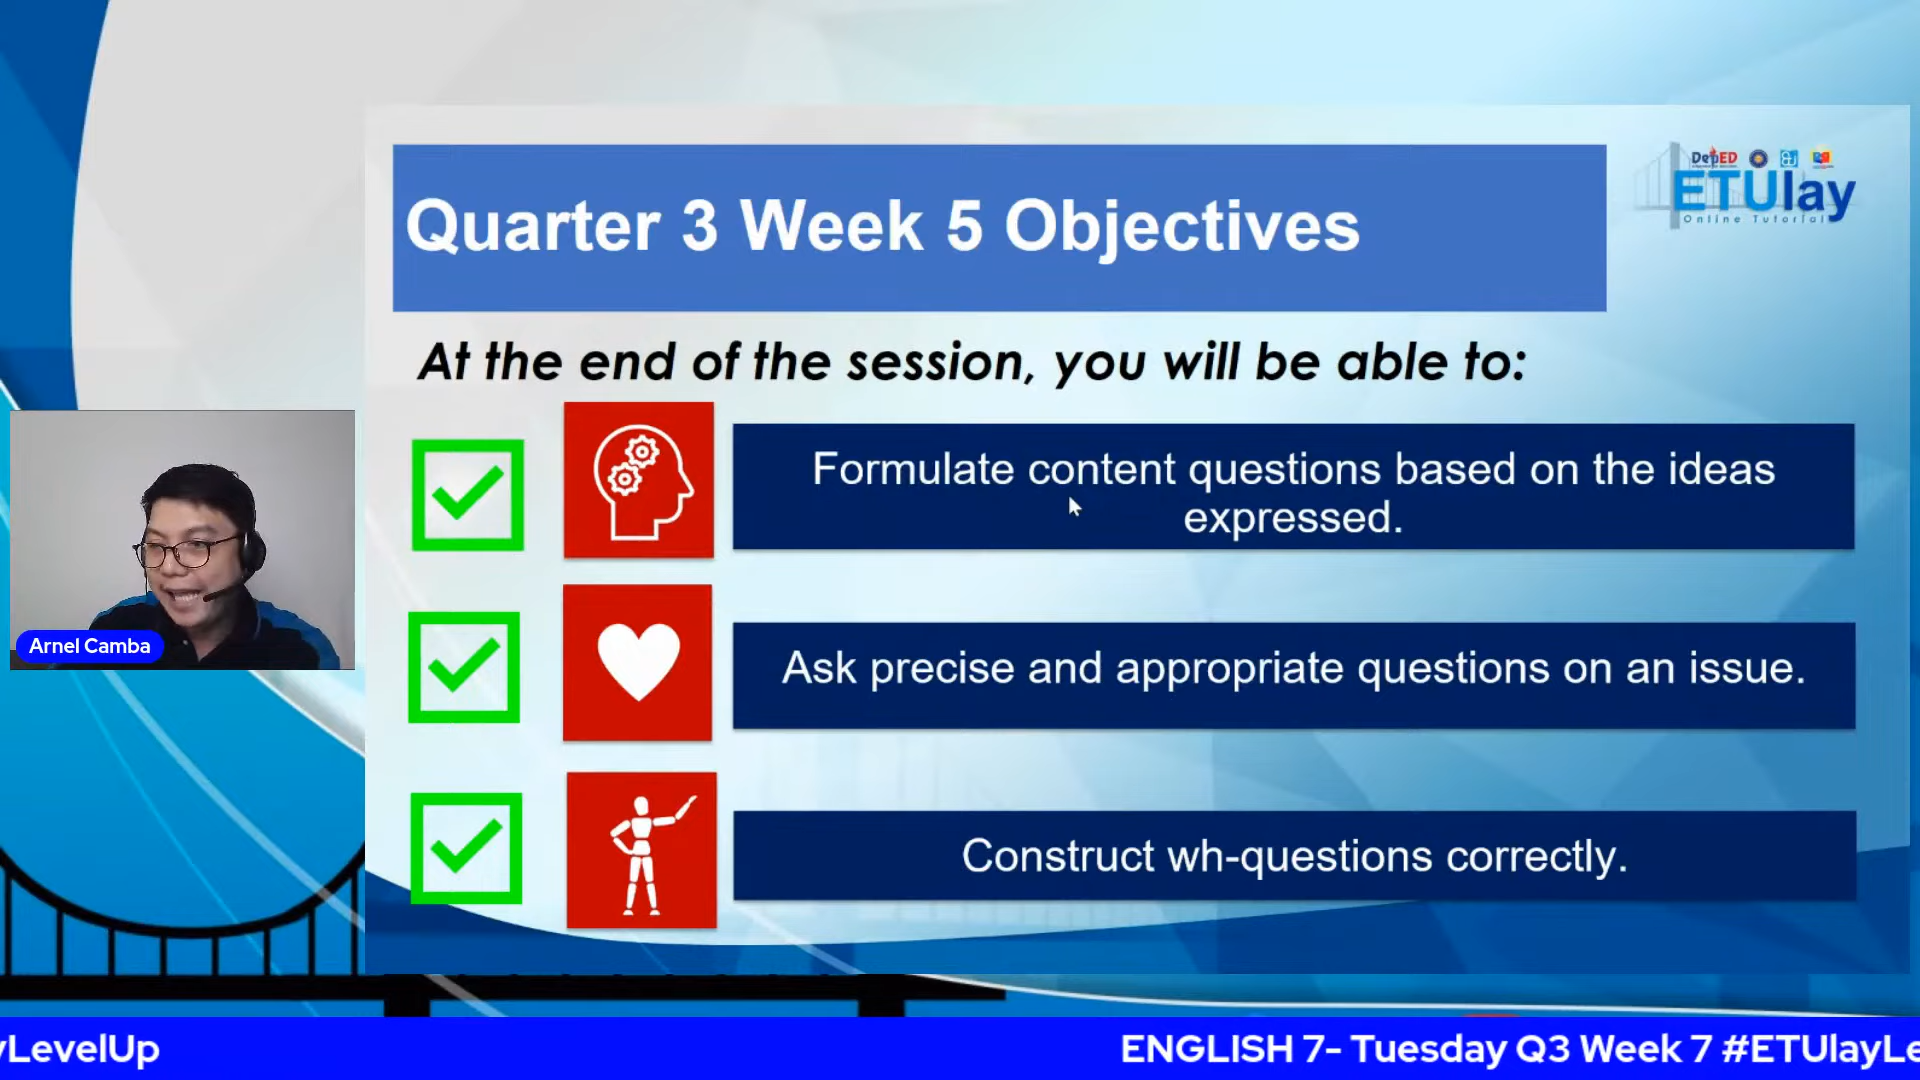 Quarter 3 Week 5 Objectives
DepED
ETUlay
Online Tutorial
At the end of the session, you will be able to:
Formulate content questions based on the ideas
expressed.
Ask precise and appropriate questions on an issue.
Construct wh-questions correctly.
Arnel Camba
yLevelUp
ENGLISH 7- Tuesday Q3 Week 7 #ETUlayLe